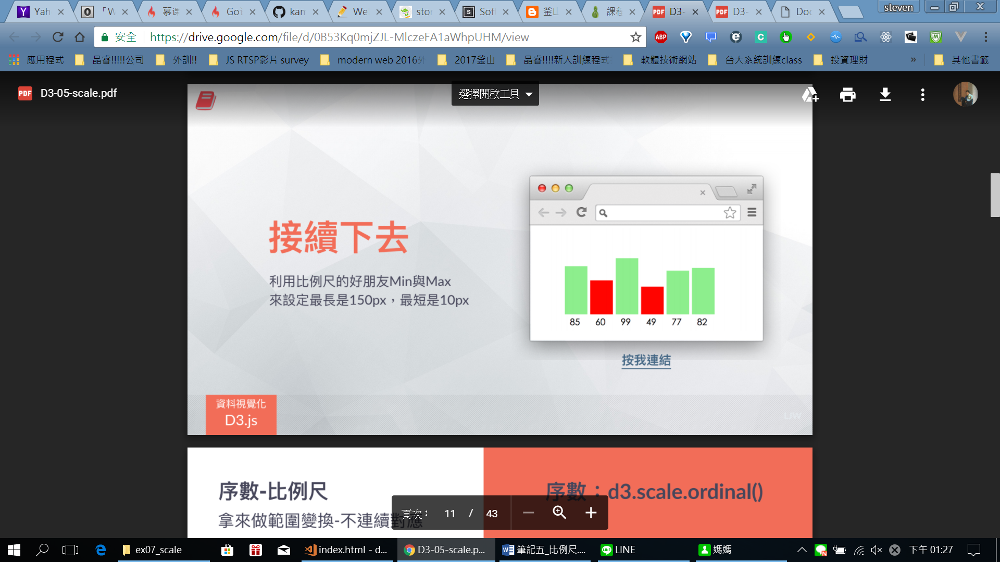 Yah
「W
慕课
Goi
kan
We
stor
Sof
釜山
課程
D3-
D3-
Doc
steven
安全
https://drive.google.com/file/d/0B53Kq0mjZJL-MlczeFA1aWhpUHM/view
ABP
應用程式
晶睿!!!!!公司
外訓!!
JS RTSP影片 survey
modern web 2016外
2017釜山
晶睿!!!!新人訓練程式
軟體技術網站
台大系統訓練class
投資理財
»
其他書籤
PDF
D3-05-scale.pdf
選擇開啟工具
接續下去
利用比例尺的好朋友Min與Max
來設定最長是150px,最短是10px
85 60 99 49 77 82
按我連結
資料視覺化
D3.js
LJW
序數-比例尺
拿來做範圍變換-不連續對應
序數:d3.scale.ordinal()
頁次: 11 / 43
ex07_scale
index.html - d...
D3-05-scale.p...
筆記五_比例尺....
LINE
媽媽
下午 01:27